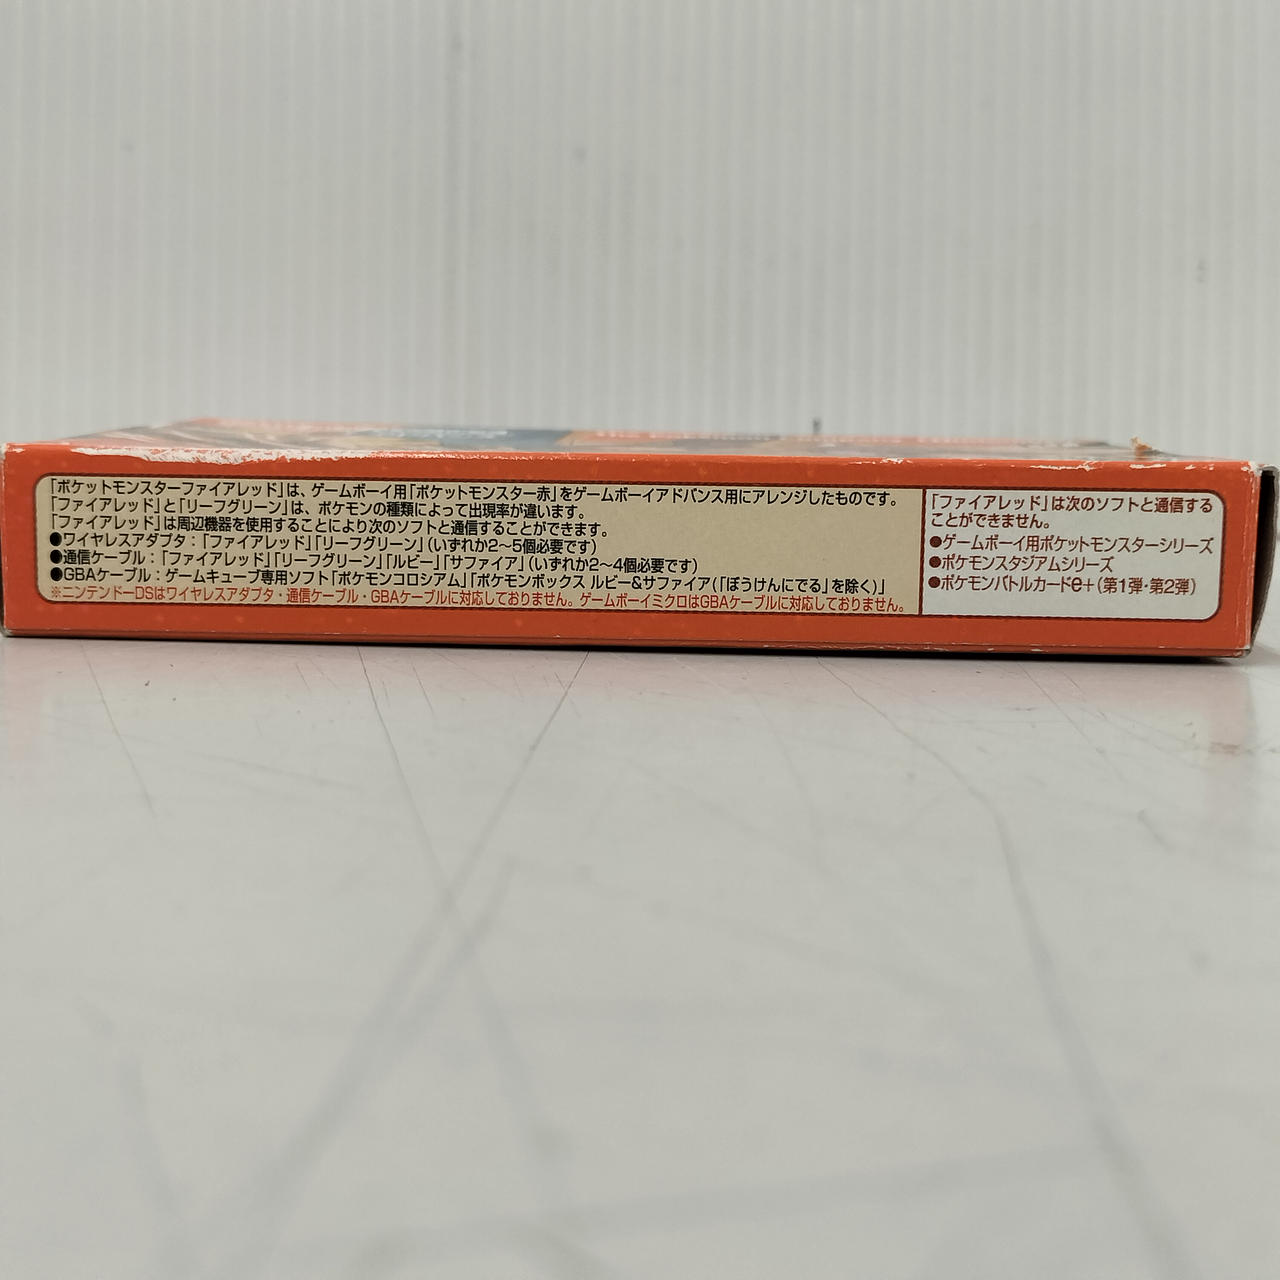 「ポケットモンスターファイアレッド」は、ゲームボーイ用「ポケットモンスター赤」をゲームボーイアドバンス用にアレンジしたものです。
「ファイアレッド」と「リーフグリーン」は、ポケモンの種類によって出現率が違います。
「ファイアレッド」は周辺機器を使用することにより次のソフトと通信することができます。
●ワイヤレスアダプタ：「ファイアレッド」「リーフグリーン」（いずれか2～5個必要です）
●通信ケーブル：「ファイアレッド」「リーフグリーン」「ルビー」「サファイア」（いずれか2～4個必要です）
●GBAケーブル：ゲームキューブ専用ソフト「ポケモンコロシアム」「ポケモンボックス ルビー&サファイア（「ぼうけんにでる」を除く）」
※ニンテンドーDSはワイヤレスアダプタ・通信ケーブル・GBAケーブルに対応しておりません。ゲームボーイミクロはGBAケーブルに対応しておりません。
「ファイアレッド」は次のソフトと通信する
ことができません。
●ゲームボーイ用ポケットモンスターシリーズ
●ポケモンスタジアムシリーズ
●ポケモンバトルカードe+（第1弾・第2弾）